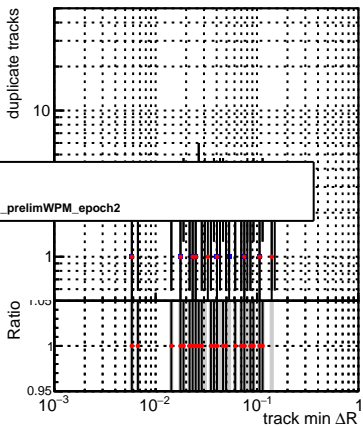 duplicate tracks
10
_prelimWPM_epoch2
1
Ratio
1.05
1
0.95
10−3
10−2
10−1
1
track min ΔR